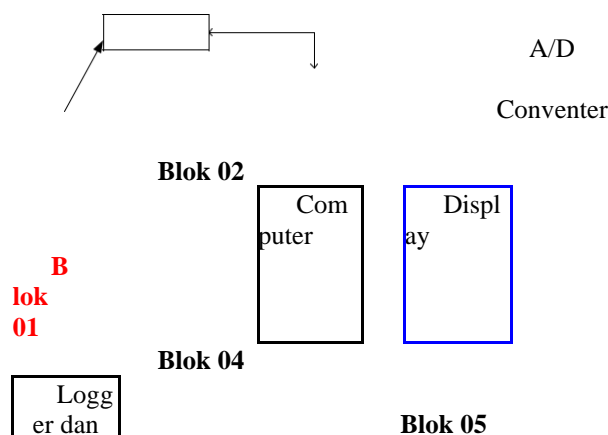 A/D
Conventer
Blok 02
Com
puter
Displ
ay
B
lok
01
Blok 04
Logg
er dan
Blok 05